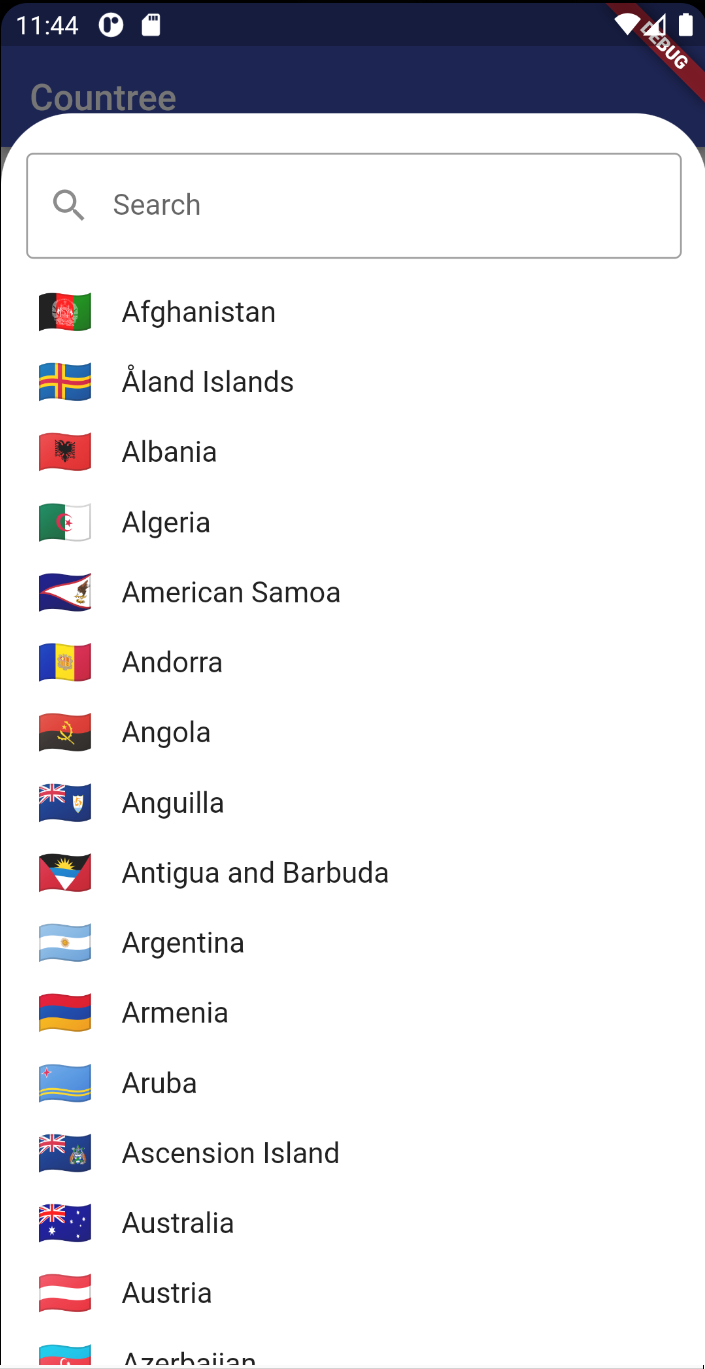 11:44
DEBUG
Countree
Search
Afghanistan
Åland Islands
Albania
Algeria
American Samoa
Andorra
Angola
Anguilla
Antigua and Barbuda
Argentina
Armenia
Aruba
Ascension Island
Australia
Austria
Azerbaijan